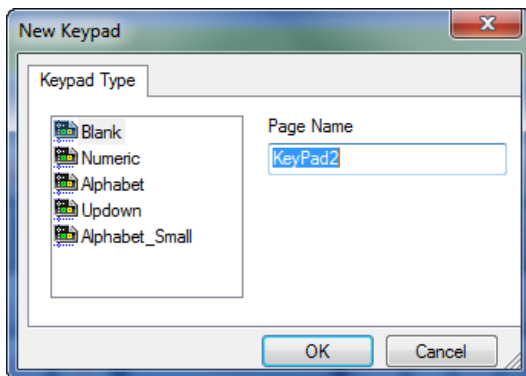 New Keypad
Keypad Type
Blank
Numeric
Alphabet
Updown
Alphabet_Small
Page Name
KeyPad2
OK
Cancel